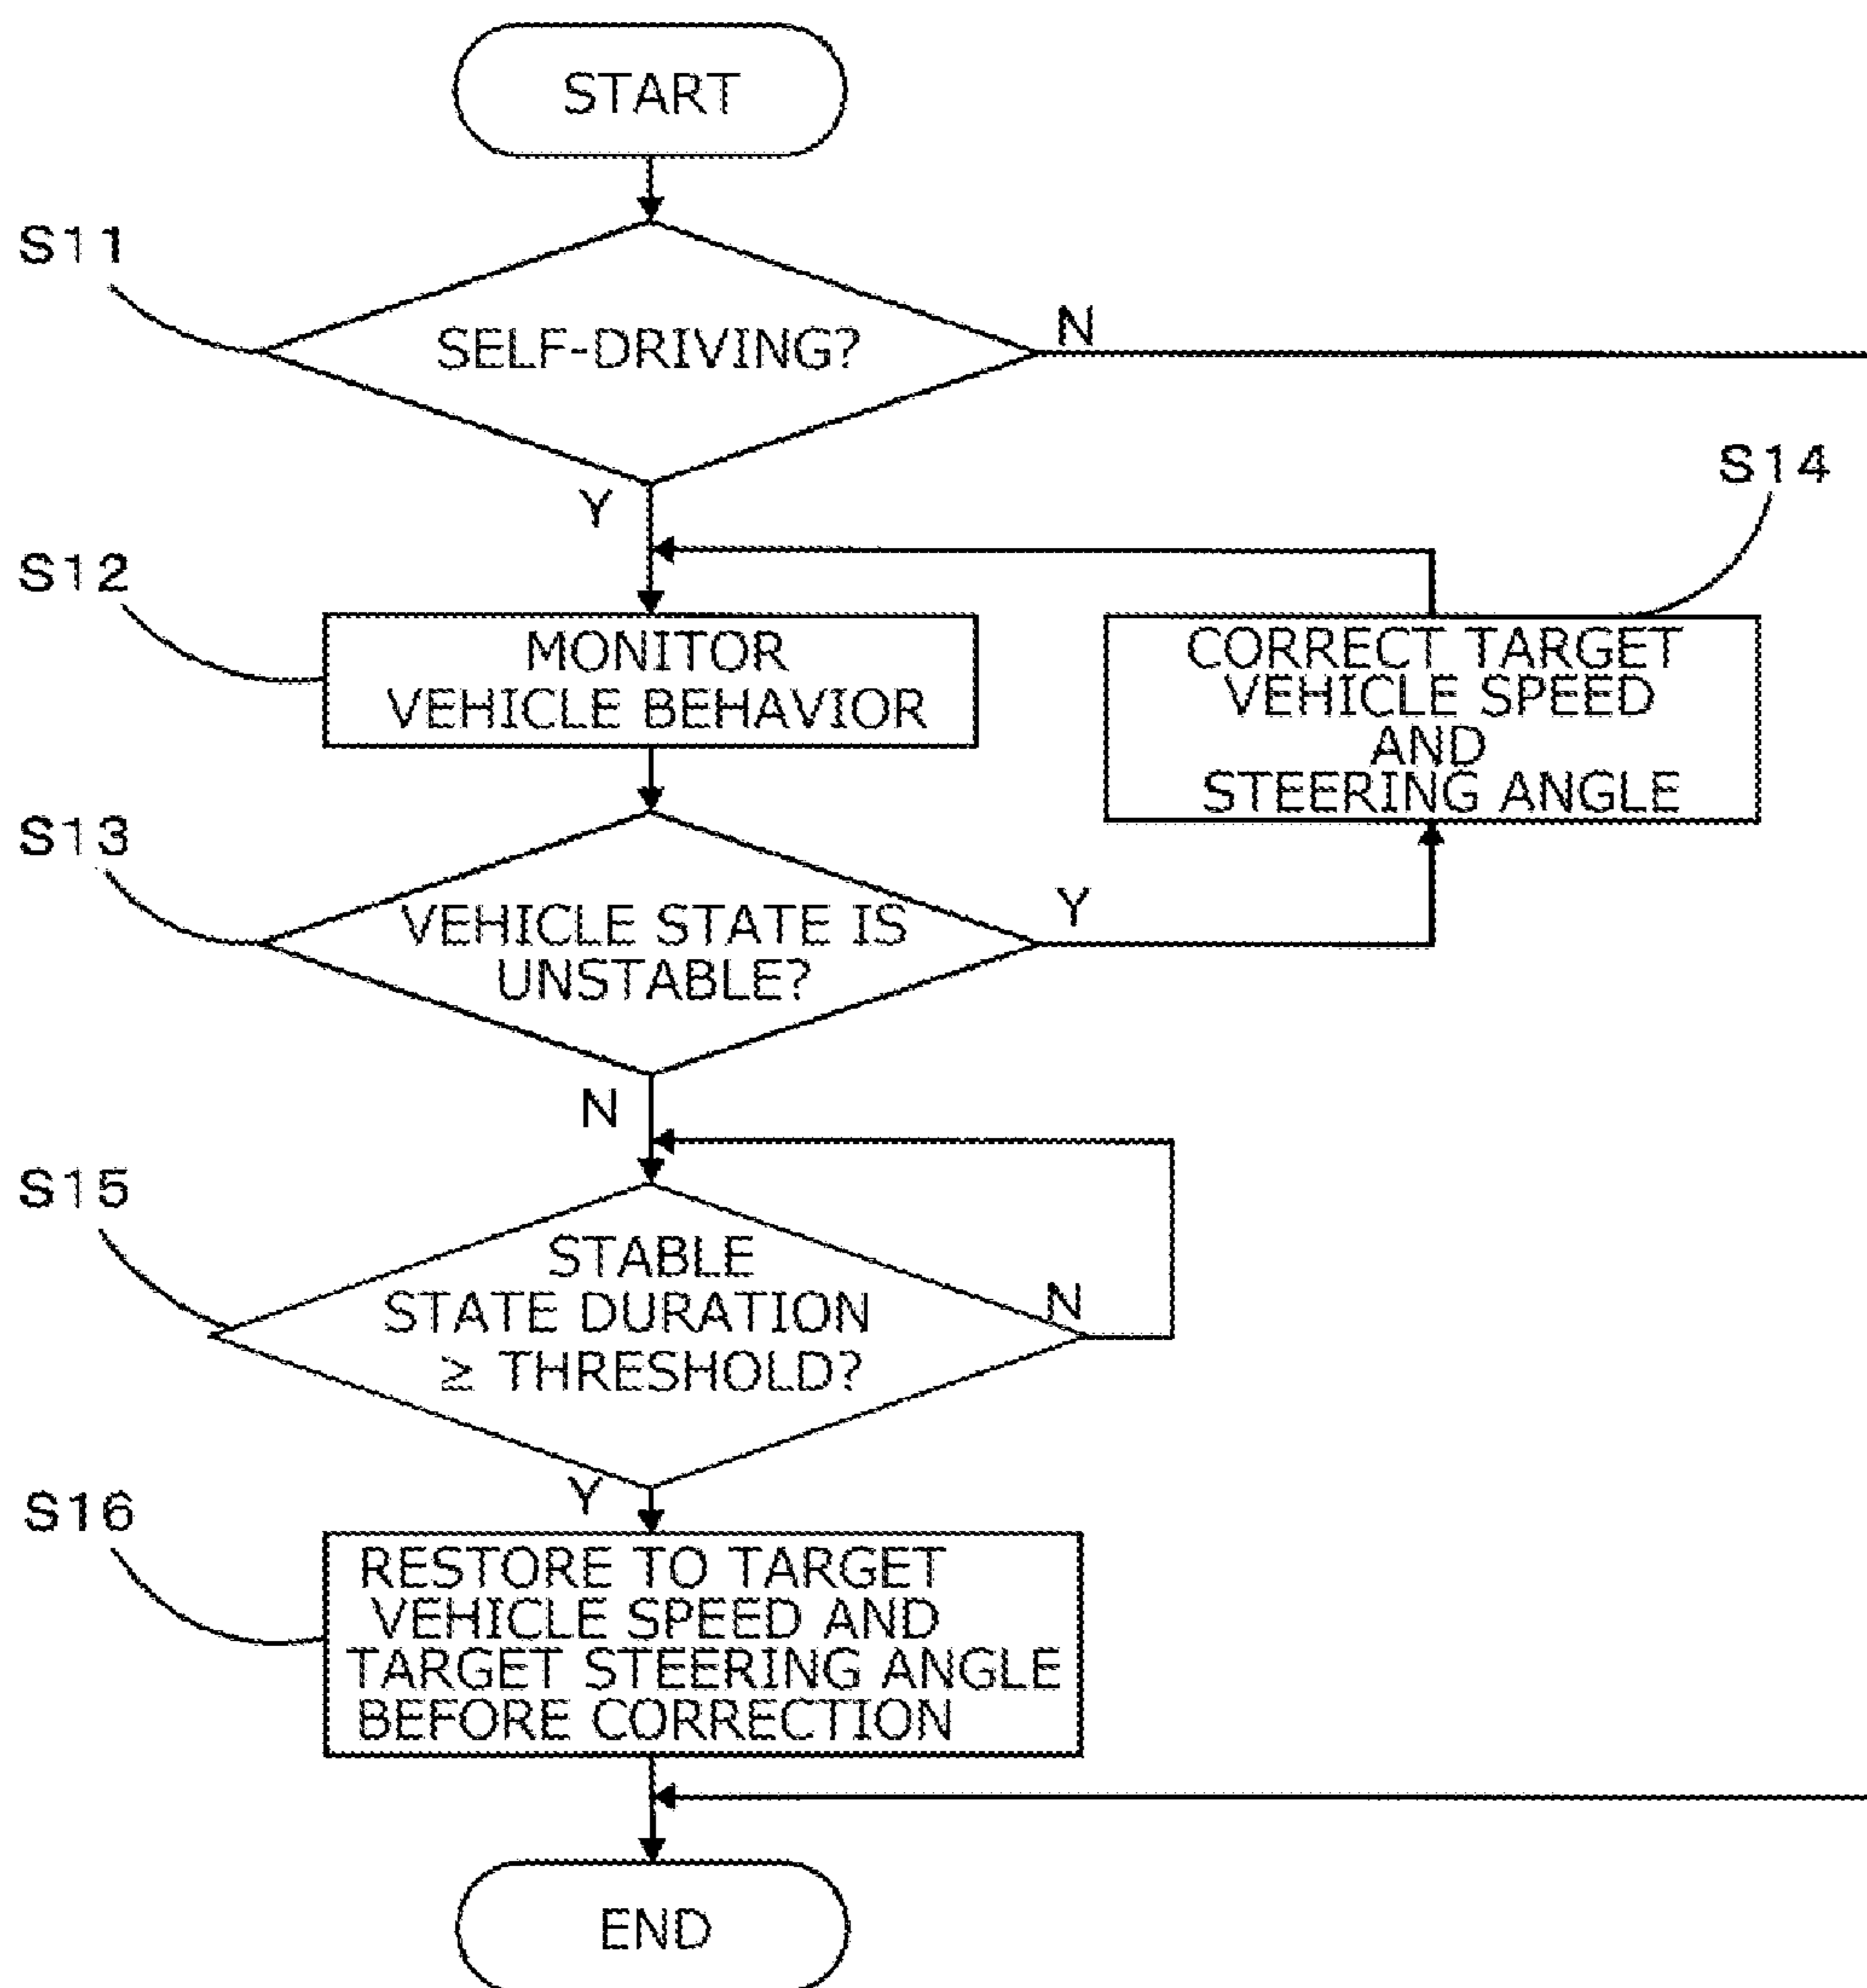 START
S11
SELF-DRIVING?
N
Y
S14
S12
MONITOR
VEHICLE BEHAVIOR
CORRECT TARGET
VEHICLE SPEED
AND
STEERING ANGLE
S13
VEHICLE STATE IS
UNSTABLE?
Y
N
S15
STABLE
STATE DURATION
≥ THRESHOLD?
N
Y
S16
RESTORE TO TARGET
VEHICLE SPEED AND
TARGET STEERING ANGLE
BEFORE CORRECTION
END